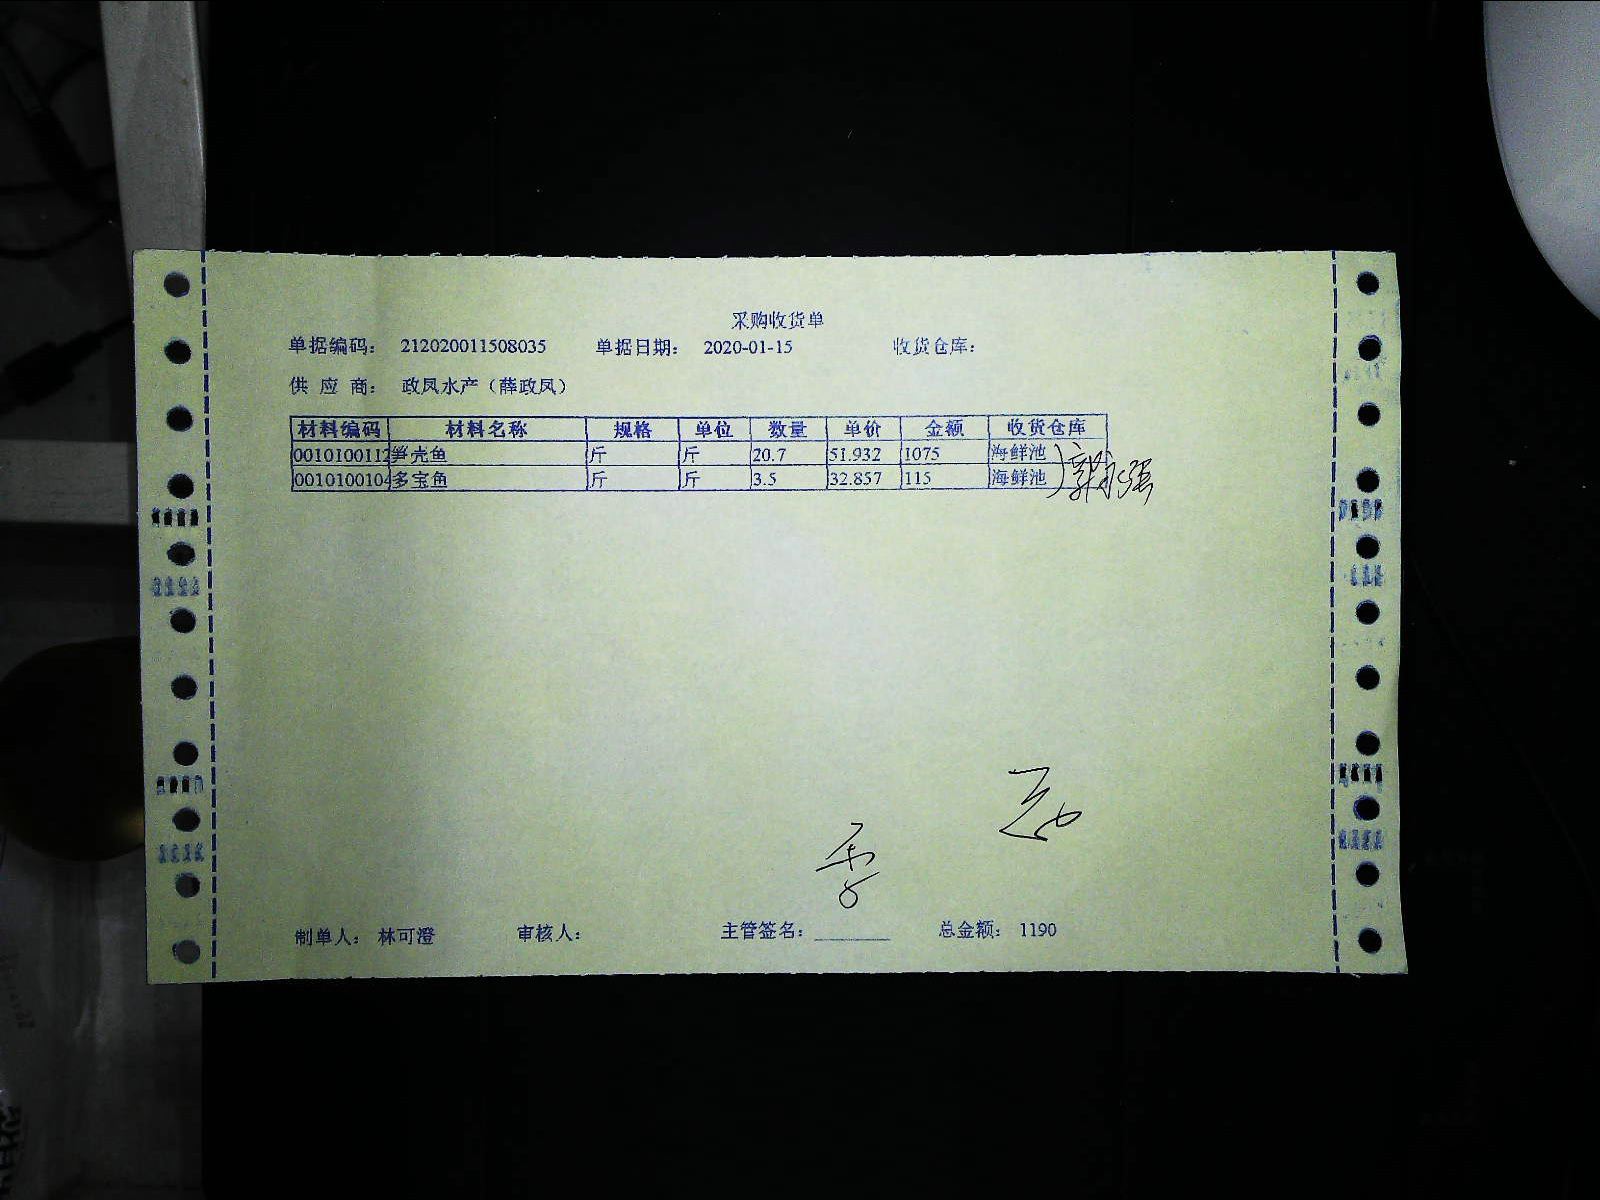 采购收货单
单据编码： 212020011508035 单据日期： 2020-01-15 收货仓库：
供 应 商： 政凤水产（薛政凤）
材料编码 材料名称 规格 单位 数量 单价 金额 收货仓库
0010100112 笋壳鱼 斤 斤 20.7 51.932 1075 海鲜池
0010100104 多宝鱼 斤 斤 3.5 32.857 115 海鲜池
制单人： 林可澄 审核人： 主管签名： 总金额： 1190